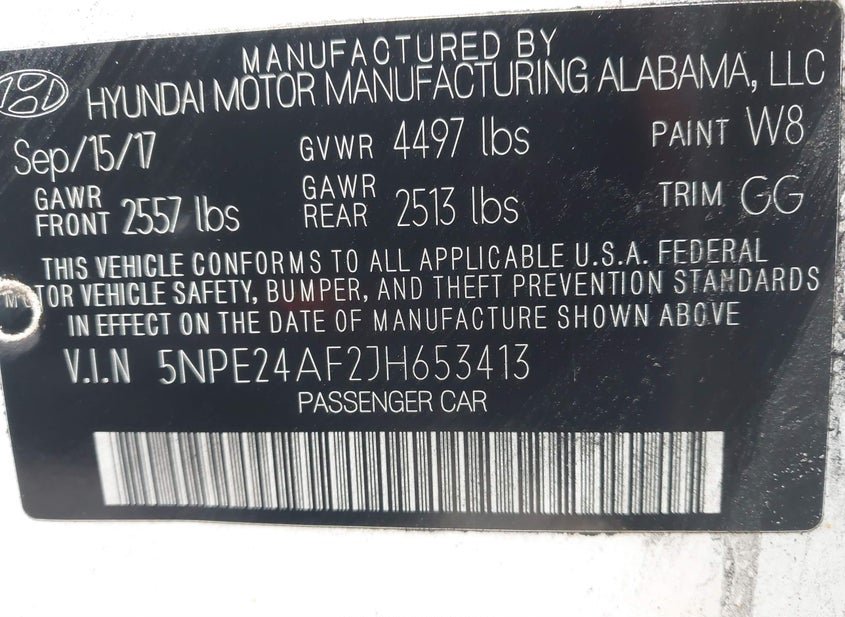 MANUFACTURED BY
HYUNDAI MOTOR MANUFACTURING ALABAMA, LLC
Sep/15/17 GVWR 4497 lbs PAINT W8
GAWR FRONT 2557 lbs GAWR REAR 2513 lbs TRIM GG
THIS VEHICLE CONFORMS TO ALL APPLICABLE U.S.A. FEDERAL
MOTOR VEHICLE SAFETY, BUMPER, AND THEFT PREVENTION STANDARDS
IN EFFECT ON THE DATE OF MANUFACTURE SHOWN ABOVE
V.I.N 5NPE24AF2JH653413
PASSENGER CAR